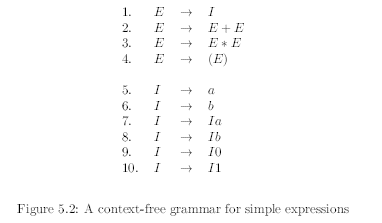 1. E → I
2. E → E + E
3. E → E * E
4. E → (E)
5. I → a
6. I → b
7. I → Ia
8. I → Ib
9. I → I0
10. I → I1
Figure 5.2: A context-free grammar for simple expressions